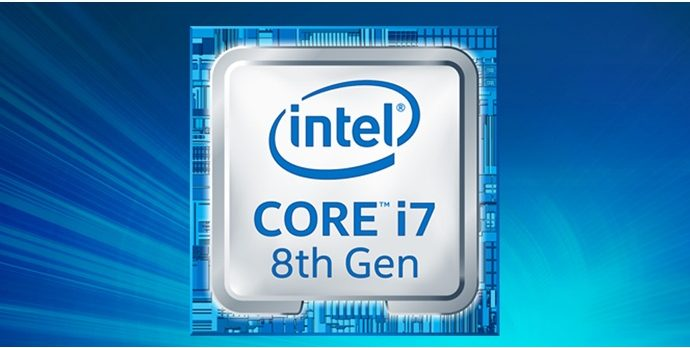 intel®
CORE™ i7
8th Gen